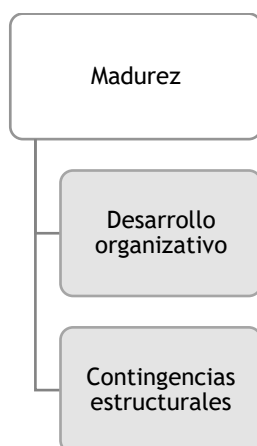 Madurez
Desarrollo
organizativo
Contingencias
estructurales